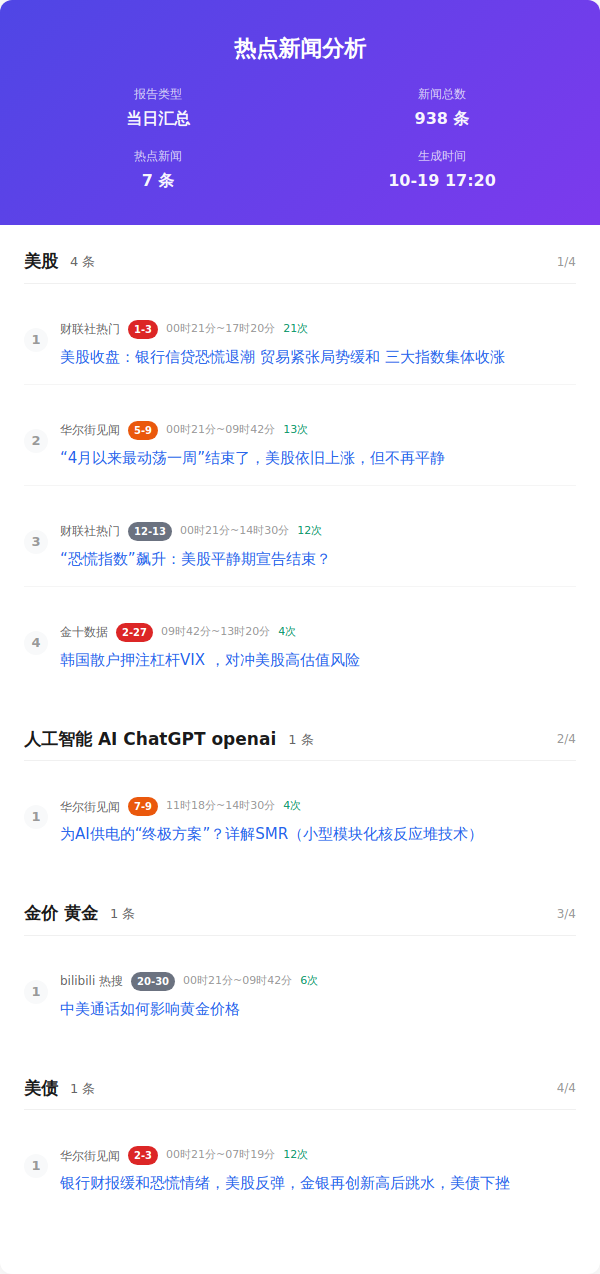 热点新闻分析
报告类型 新闻总数
当日汇总 938 条
热点新闻 生成时间
7 条 10-19 17:20
美股 4 条 1/4
1 财联社热门 1-3 00时21分~17时20分 21次
美股收盘：银行信贷恐慌退潮 贸易紧张局势缓和 三大指数集体收涨
2 华尔街见闻 5-9 00时21分~09时42分 13次
“4月以来最动荡一周”结束了，美股依旧上涨，但不再平静
3 财联社热门 12-13 00时21分~14时30分 12次
“恐慌指数”飙升：美股平静期宣告结束？
4 金十数据 2-27 09时42分~13时20分 4次
韩国散户押注杠杆VIX ，对冲美股高估值风险
人工智能 AI ChatGPT openai 1 条 2/4
1 华尔街见闻 7-9 11时18分~14时30分 4次
为AI供电的“终极方案”？详解SMR（小型模块化核反应堆技术）
金价 黄金 1 条 3/4
1 bilibili 热搜 20-30 00时21分~09时42分 6次
中美通话如何影响黄金价格
美债 1 条 4/4
1 华尔街见闻 2-3 00时21分~07时19分 12次
银行财报缓和恐慌情绪，美股反弹，金银再创新高后跳水，美债下挫